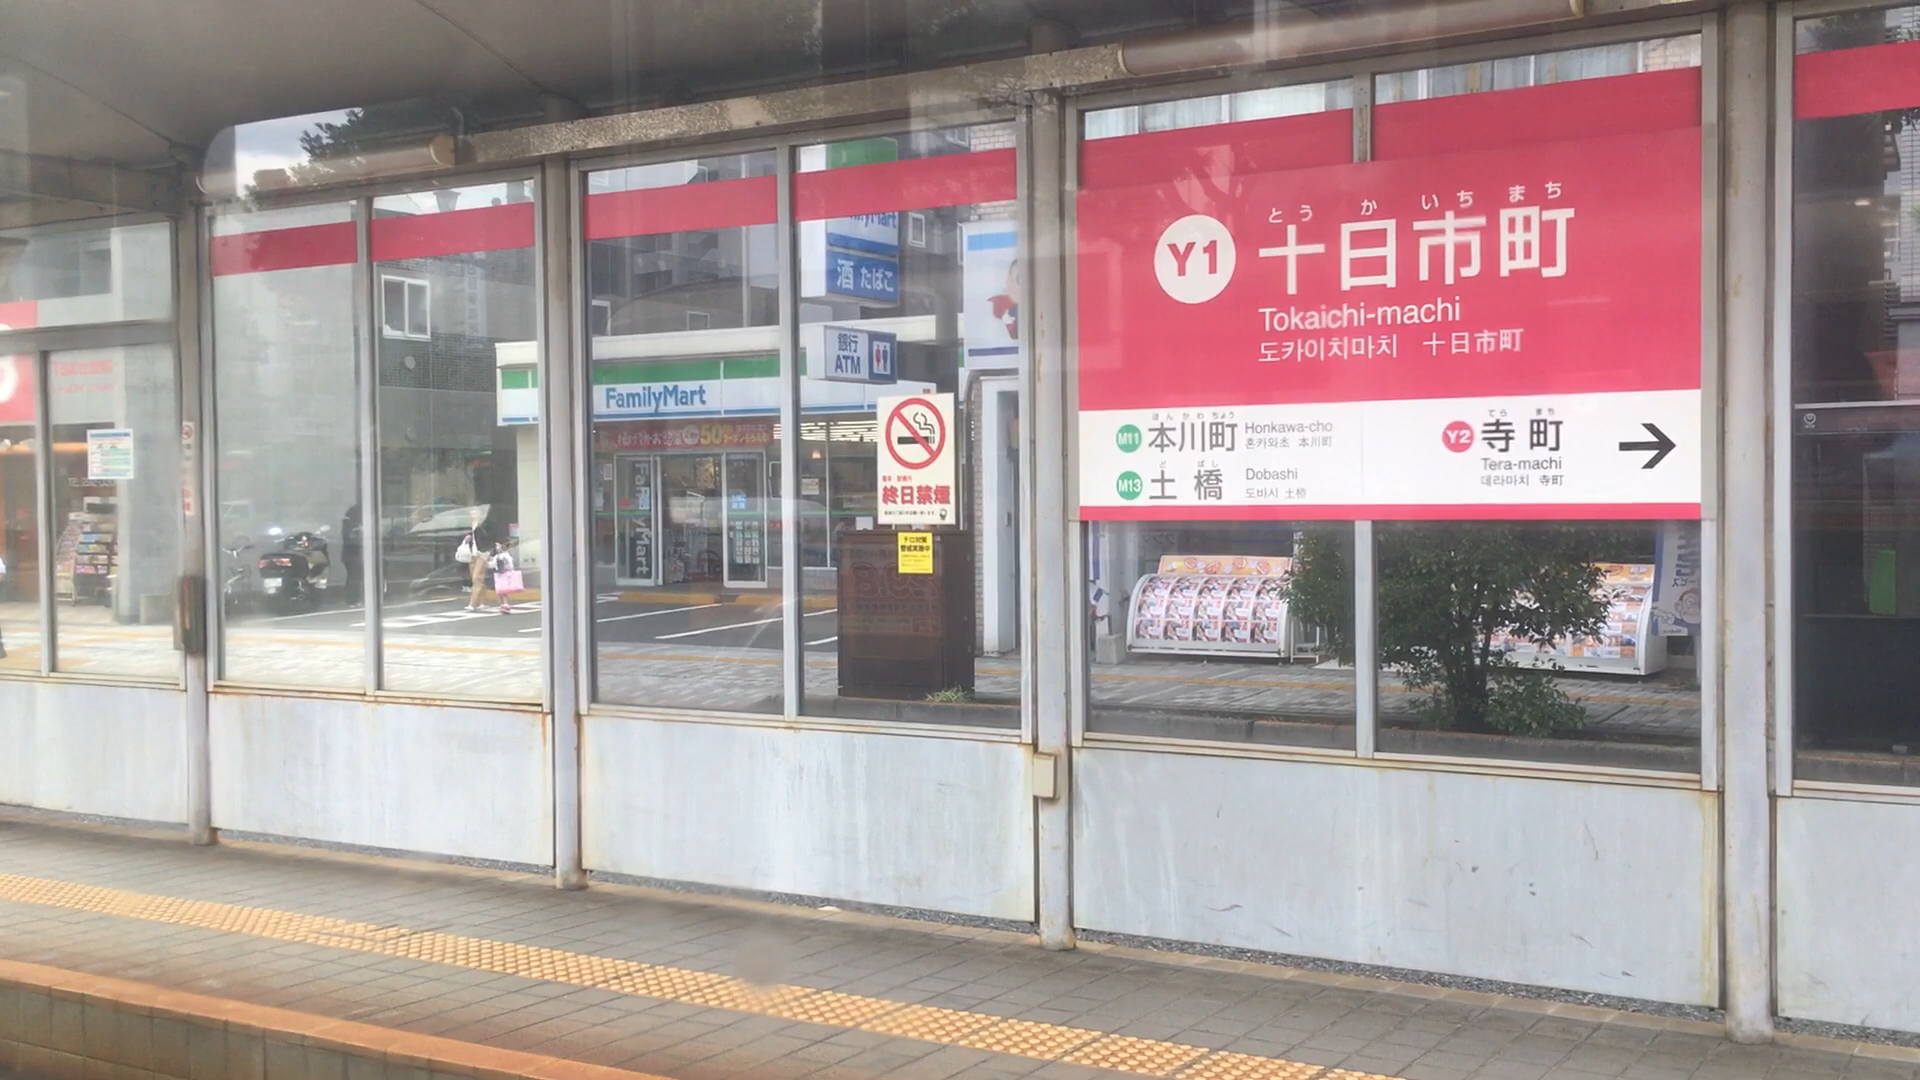 とうかいちまち
Y1 十日市町
Tokaichi-machi
도카이치마치 十日市町
ほんかわちょう
M11 本川町 Honkawa-cho
혼카와초 本川町
どばし
M13 土橋 Dobashi
도바시 土橋
てらまち
Y2 寺町
Tera-machi
데라마치 寺町
酒 たばこ
銀行
ATM
FamilyMart
50
FamilyMart
終日禁煙